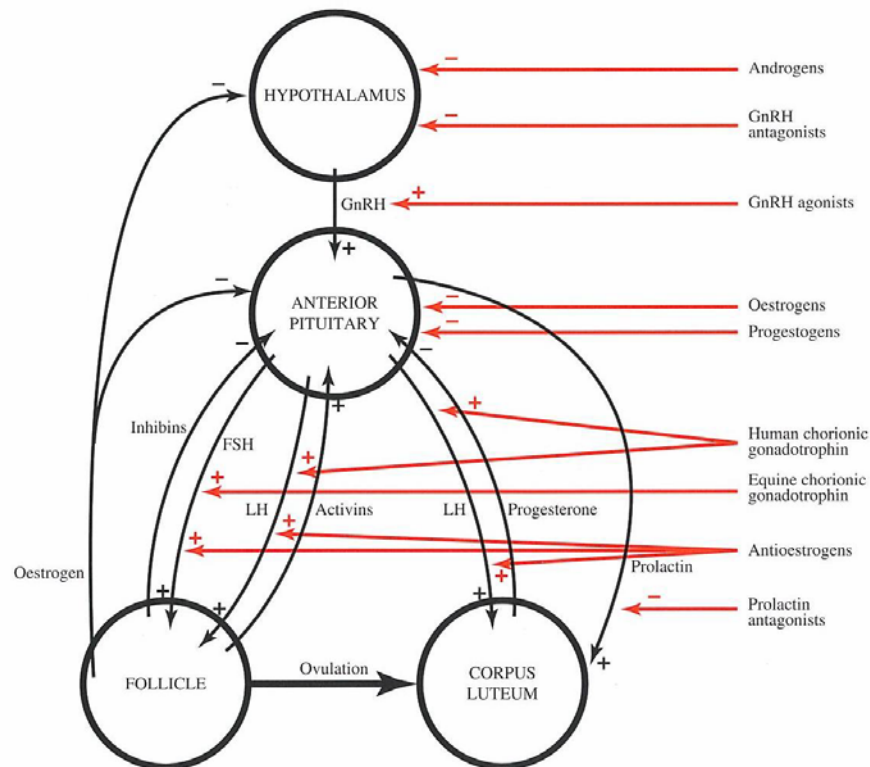 HYPOTHALAMUS
Androgens
GnRH
antagonists
GnRH
GnRH agonists
ANTERIOR
PITUITARY
Oestrogens
Progestogens
Inhibins
FSH
Human chorionic
gonadotrophin
Equine chorionic
gonadotrophin
LH
Activins
LH
Progesterone
Antioestrogens
Oestrogen
Prolactin
Prolactin
antagonists
Ovulation
FOLLICLE
CORPUS
LUTEUM